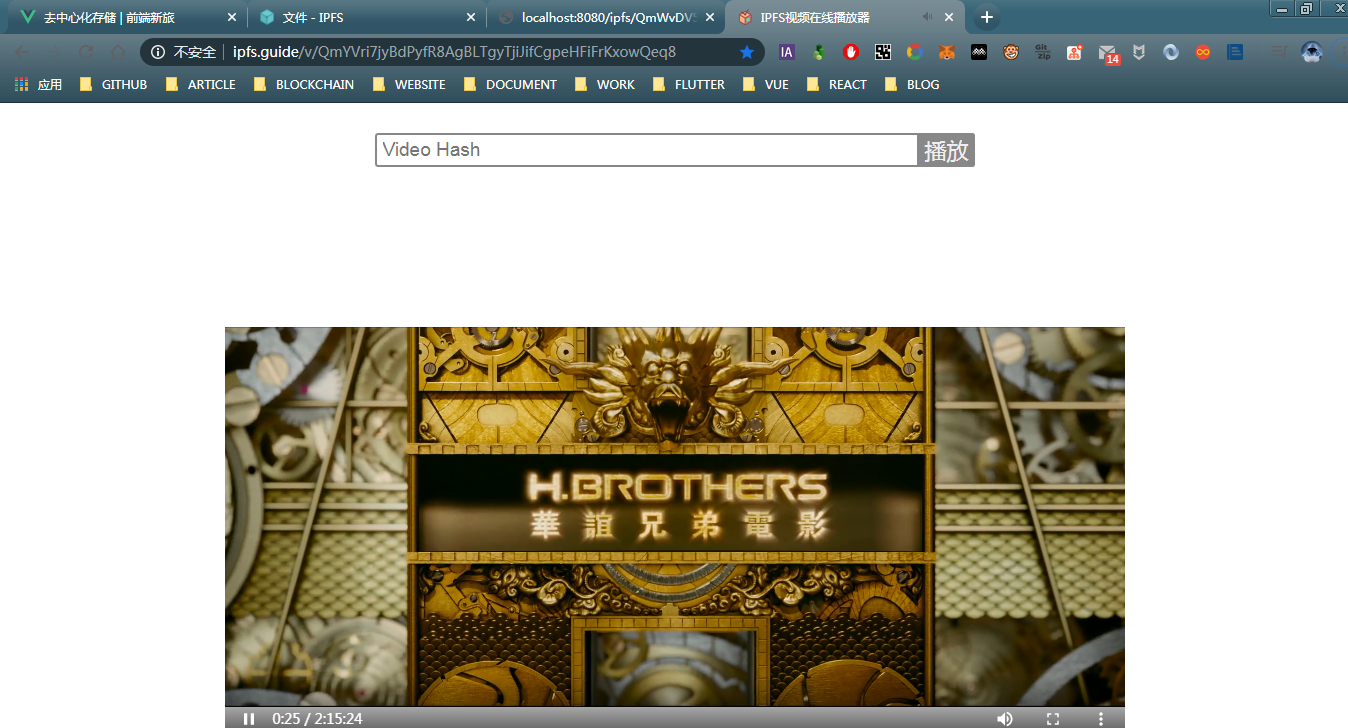 去中心化存储 | 前端新旅
文件 - IPFS
localhost:8080/ipfs/QmWvDVS
IPFS视频在线播放器
不安全 ipfs.guide/v/QmYVri7jyBdPyfR8AgBLTgyTjiJifCgpeHFiFrKxowQeq8
IA
Git Zip
14
应用 GITHUB ARTICLE BLOCKCHAIN WEBSITE DOCUMENT WORK FLUTTER VUE REACT BLOG
Video Hash 播放
H.BROTHERS
華誼兄弟電影
0:25 / 2:15:24